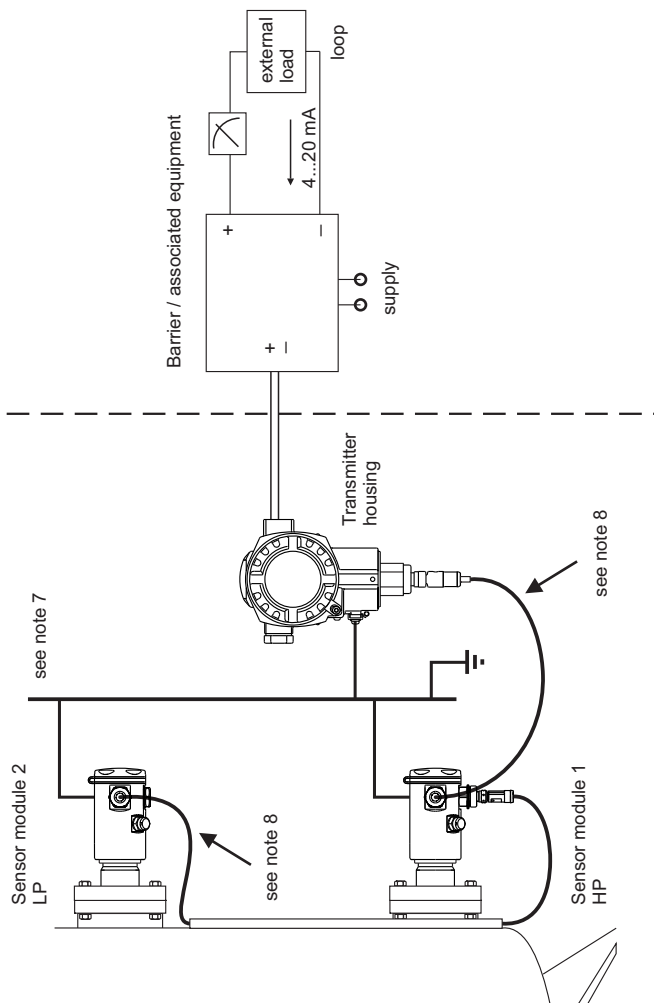 Sensor module 2
LP
see note 7
see note 8
Sensor module 1
HP
see note 8
Transmitter
housing
Barrier / associated equipment
+
–
+
–
supply
4...20 mA
external
load
loop